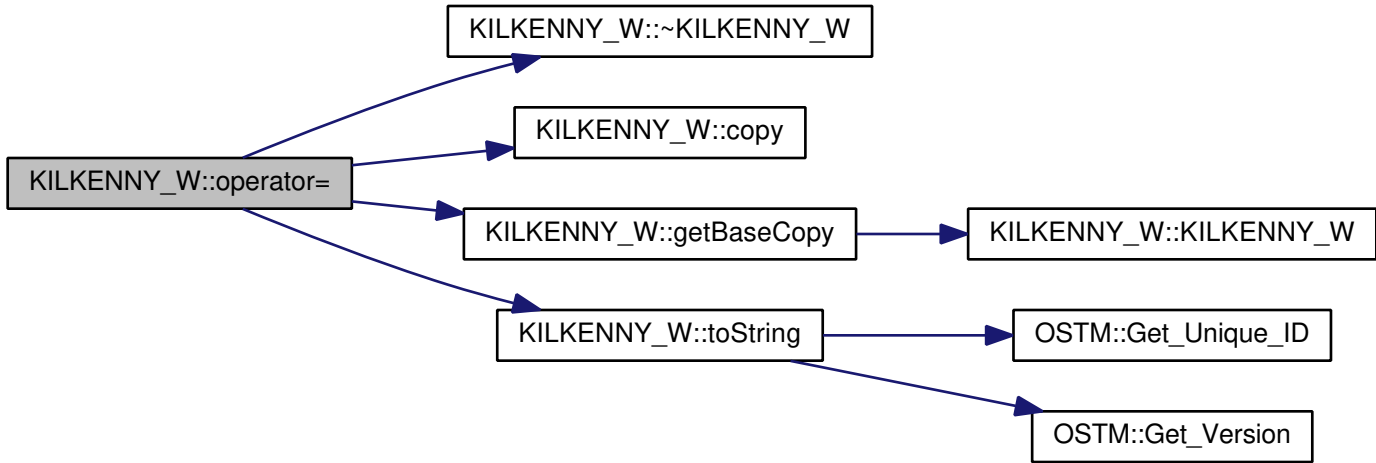 KILKENNY_W::~KILKENNY_W
KILKENNY_W::copy
KILKENNY_W::operator=
KILKENNY_W::getBaseCopy
KILKENNY_W::KILKENNY_W
KILKENNY_W::toString
OSTM::Get_Unique_ID
OSTM::Get_Version